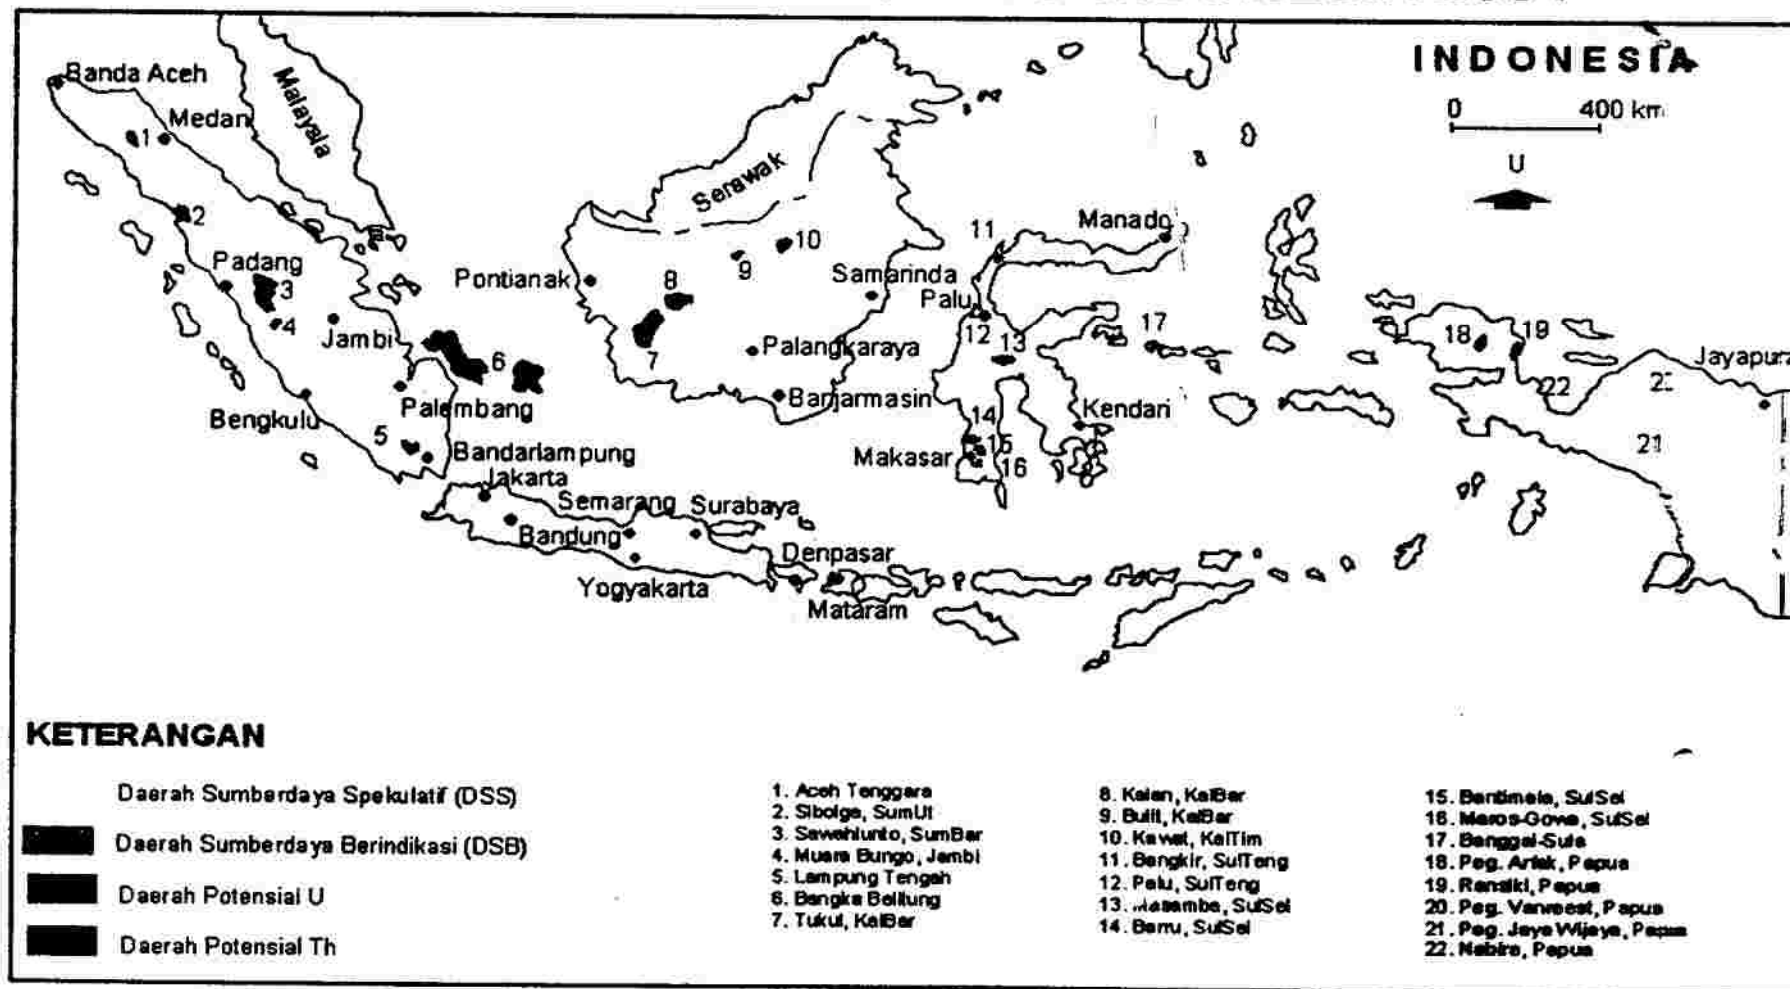 INDONESIA
0 400 km
U
Banda Aceh
Medan
Malaysia
1
2
Padang
3
4
Jambi
6
Bengkulu
Palembang
5
Bandarlampung
Jakarta
Semarang
Surabaya
Bandung
Yogyakarta
Denpasar
Mataram
Serawak
Pontianak
8
7
9
10
Samarinda
Palangkaraya
Banjarmasin
11
Manado
Palu
12
13
17
14
15
16
Makasar
Kendari
18
19
22
21
Jayapura
KETERANGAN
Daerah Sumberdaya Spekulatif (DSS)
Daerah Sumberdaya Berindikasi (DSB)
Daerah Potensial U
Daerah Potensial Th
1. Aceh Tenggara
2. Sibolga, SumUt
3. Sawahlunto, SumBar
4. Muara Bungo, Jambi
5. Lampung Tengah
6. Bangka Belitung
7. Tukul, KalBar
8. Kalan, KalBar
9. Bulit, KalBar
10. Kawat, KalTim
11. Bangkir, SulTeng
12. Palu, SulTeng
13. Masamba, SulSel
14. Barru, SulSel
15. Bantimala, SulSel
16. Maros-Gowa, SulSel
17. Banggai-Sula
18. Peg. Arfak, Papua
19. Ransiki, Papua
20. Peg. Vanreest, Papua
21. Peg. Jaya Wijaya, Papua
22. Nabire, Papua